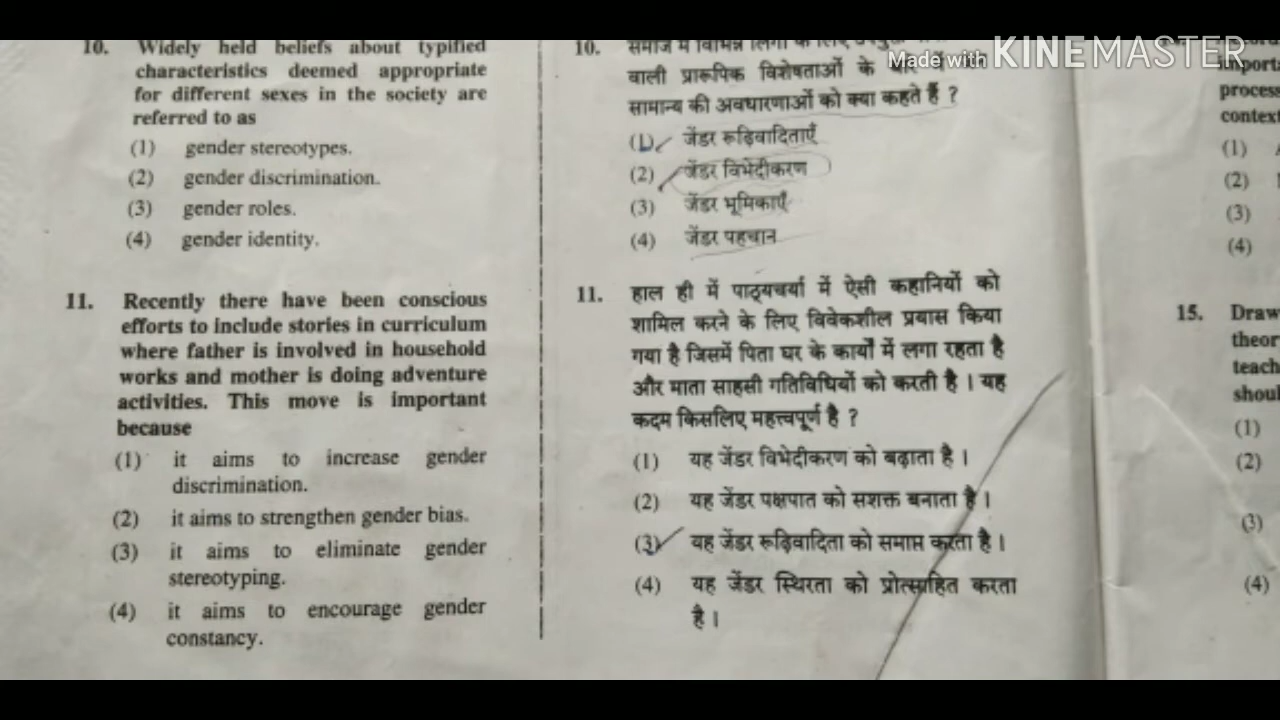 10. Widely held beliefs about typified
characteristics deemed appropriate
for different sexes in the society are
referred to as
(1) gender stereotypes.
(2) gender discrimination.
(3) gender roles.
(4) gender identity.
11. Recently there have been conscious
efforts to include stories in curriculum
where father is involved in household
works and mother is doing adventure
activities. This move is important
because
(1) it aims to increase gender
discrimination.
(2) it aims to strengthen gender bias.
(3) it aims to eliminate gender
stereotyping.
(4) it aims to encourage gender
constancy.
10. समाज में विभिन्न लिंगों के लिए
वाली प्रारूपिक विशेषताओं के
सामान्य की अवधारणाओं को क्या कहते हैं ?
(1) जेंडर रूढ़िवादिताएँ
(2) जेंडर विभेदीकरण
(3) जेंडर भूमिकाएँ
(4) जेंडर पहचान
11. हाल ही में पाठ्यचर्या में ऐसी कहानियों को
शामिल करने के लिए विवेकशील प्रयास किया
गया है जिसमें पिता घर के कार्यों में लगा रहता है
और माता साहसी गतिविधियों को करती है । यह
कदम किसलिए महत्त्वपूर्ण है ?
(1) यह जेंडर विभेदीकरण को बढ़ाता है ।
(2) यह जेंडर पक्षपात को सशक्त बनाता है ।
(3) यह जेंडर रूढ़िवादिता को समाप्त करता है ।
(4) यह जेंडर स्थिरता को प्रोत्साहित करता
है ।
Made with KINEMASTER
process
context
(1)
(2)
(3)
(4)
15. Draw
theor
teach
shoul
(1)
(2)
(3)
(4)